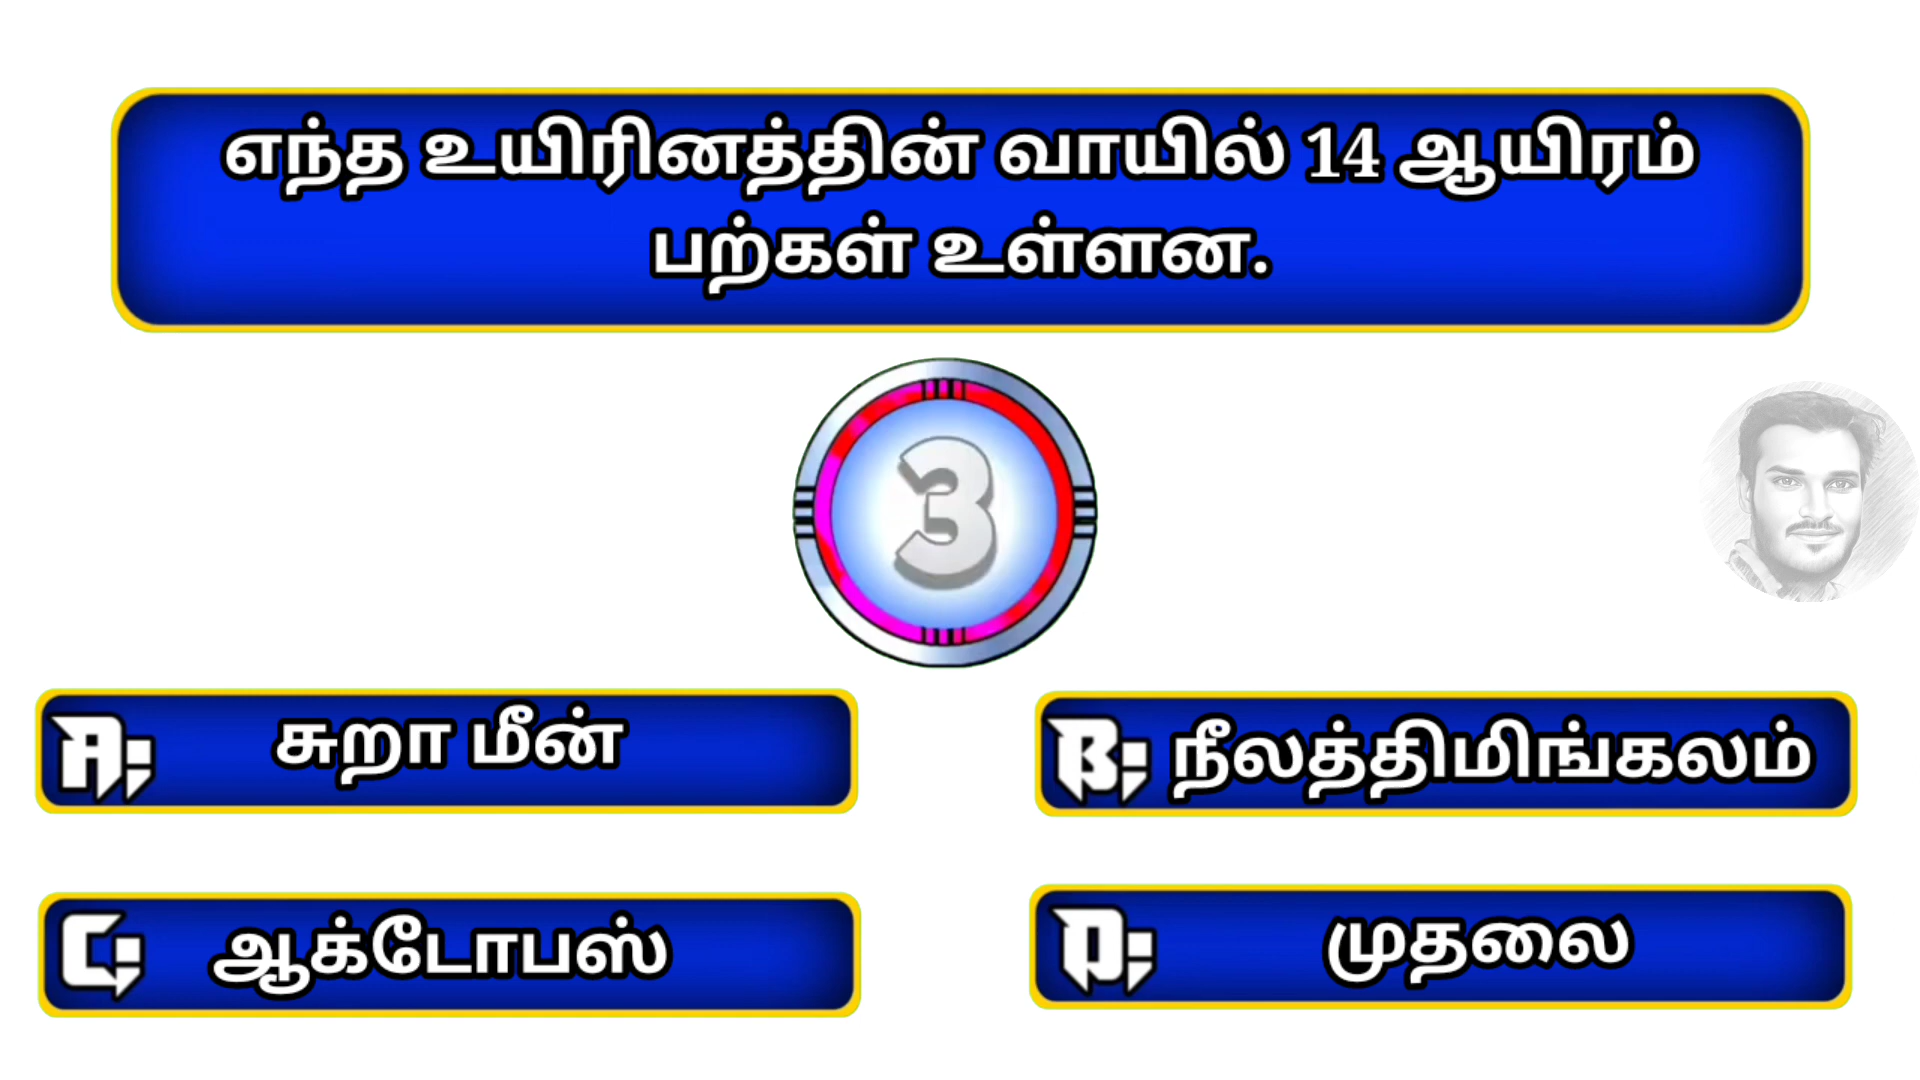 எந்த உயிரினத்தின் வாயில் 14 ஆயிரம்
பற்கள் உள்ளன.
3
A; சுறா மீன்
B; நீலத்திமிங்கலம்
C; ஆக்டோபஸ்
D; முதலை